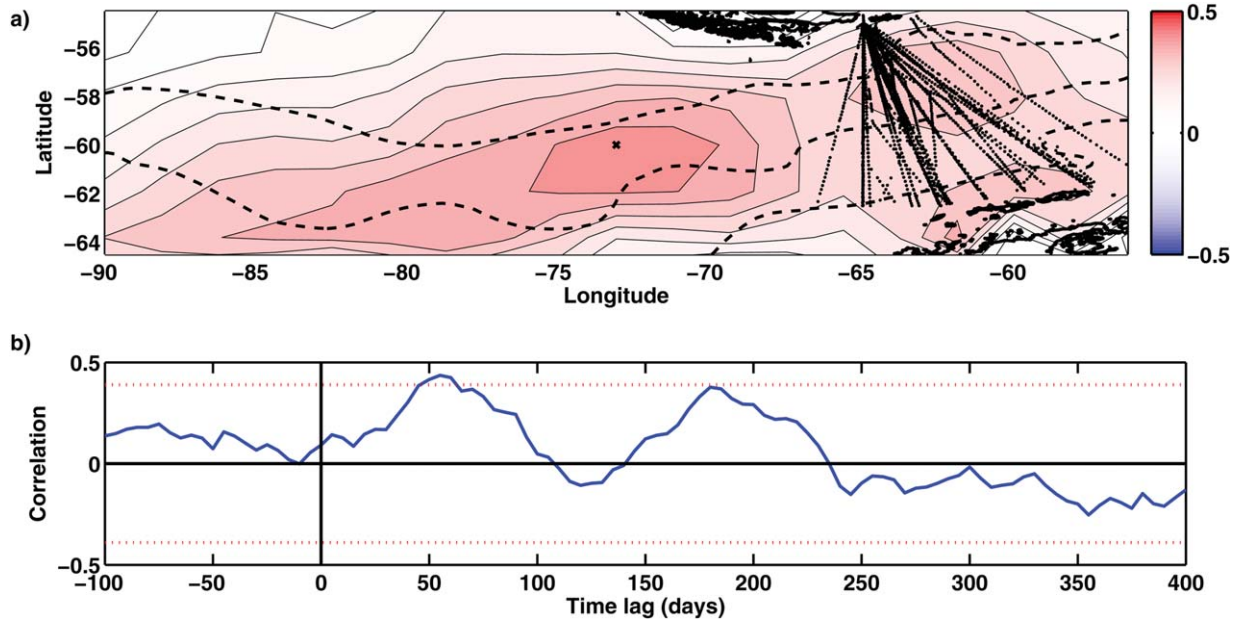 a)
0.5
−56
−58
−60
−62
−64
Latitude
0
−0.5
−90 −85 −80 −75 −70 −65 −60
Longitude
b)
0.5
0
−0.5
Correlation
−100 −50 0 50 100 150 200 250 300 350 400
Time lag (days)